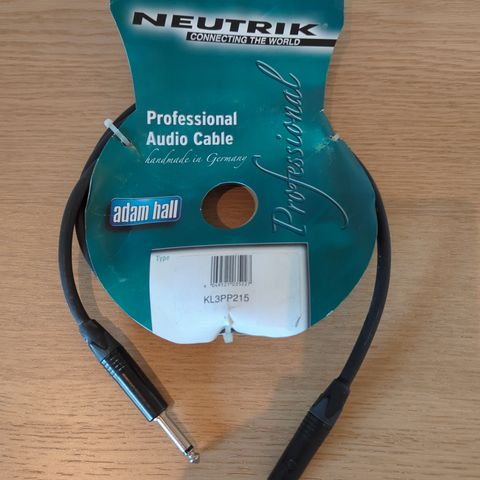 NEUTRIK
CONNECTING THE WORLD
Professional
Audio Cable
handmade in Germany
Professional
adam hall
Type
KL3PP215